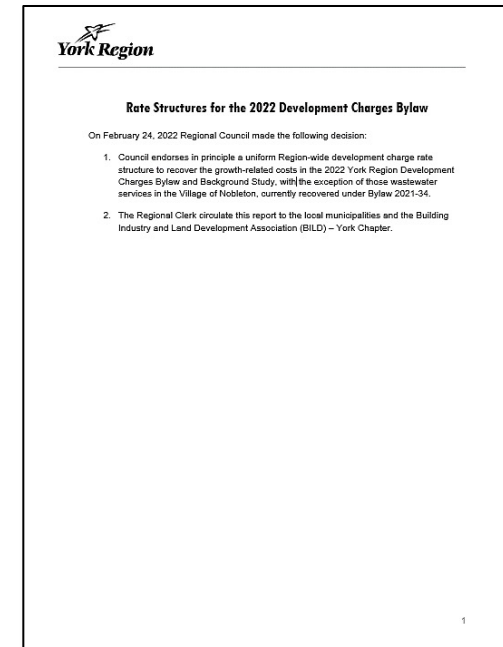 York Region
Rate Structures for the 2022 Development Charges Bylaw
On February 24, 2022 Regional Council made the following decision:
1. Council endorses in principle a uniform Region-wide development charge rate
structure to recover the growth-related costs in the 2022 York Region Development
Charges Bylaw and Background Study, with the exception of those wastewater
services in the Village of Nobleton, currently recovered under Bylaw 2021-34.
2. The Regional Clerk circulate this report to the local municipalities and the Building
Industry and Land Development Association (BILD) – York Chapter.
1